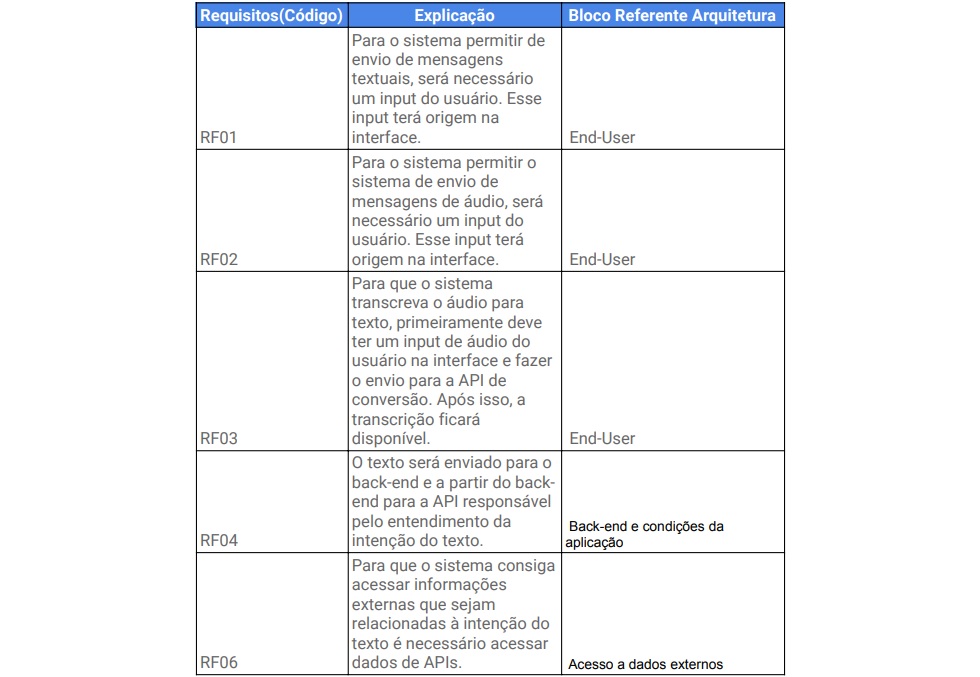 Requisitos(Código) Explicação Bloco Referente Arquitetura
Para o sistema permitir de
envio de mensagens
textuais, será necessário
um input do usuário. Esse
input terá origem na
RF01 interface. End-User
Para o sistema permitir o
sistema de envio de
mensagens de áudio, será
necessário um input do
usuário. Esse input terá
RF02 origem na interface. End-User
Para que o sistema
transcreva o áudio para
texto, primeiramente deve
ter um input de áudio do
usuário na interface e fazer
o envio para a API de
conversão. Após isso, a
transcrição ficará
RF03 disponível. End-User
O texto será enviado para o
back-end e a partir do back-
end para a API responsável
pelo entendimento da
RF04 intenção do texto. Back-end e condições da
aplicação
Para que o sistema consiga
acessar informações
externas que sejam
relacionadas à intenção do
texto é necessário acessar
RF06 dados de APIs. Acesso a dados externos